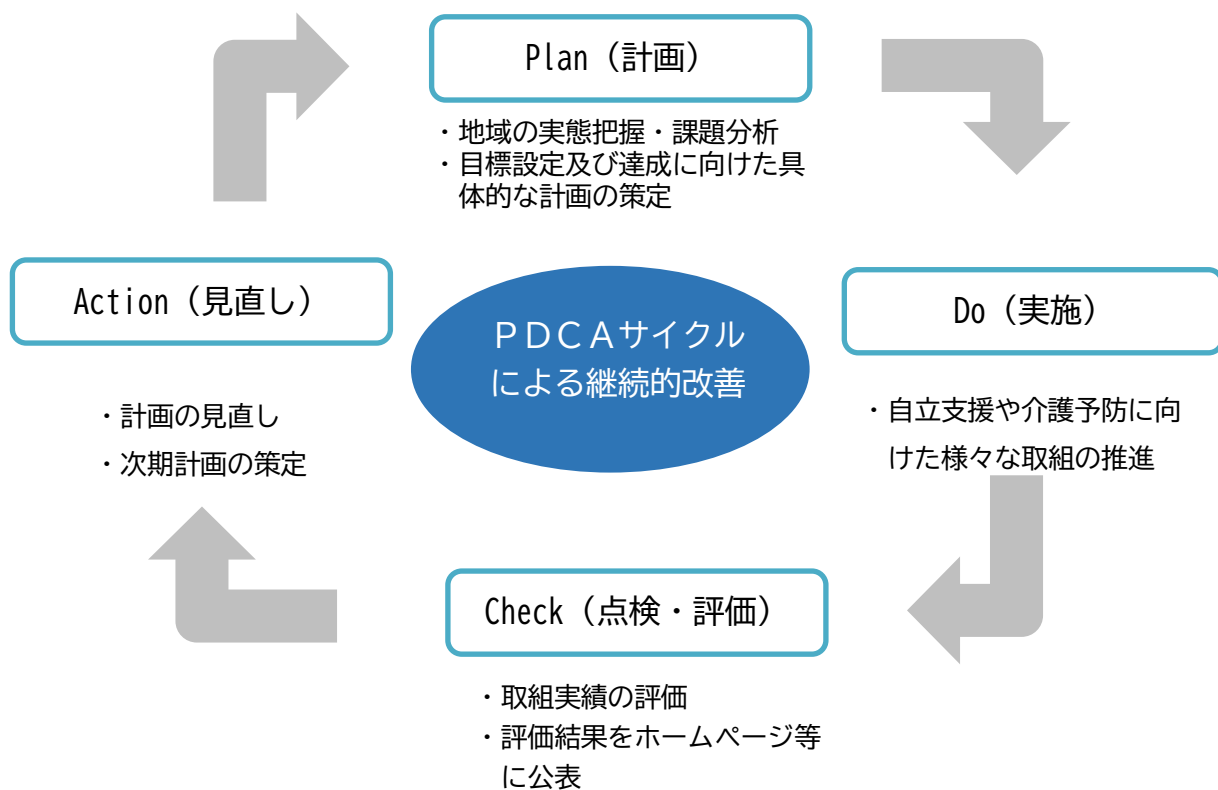 Plan（計画）
・地域の実態把握・課題分析
・目標設定及び達成に向けた具
体的な計画の策定
Action（見直し）
・計画の見直し
・次期計画の策定
ＰＤＣＡサイクル
による継続的改善
Do（実施）
・自立支援や介護予防に向
けた様々な取組の推進
Check（点検・評価）
・取組実績の評価
・評価結果をホームページ等
に公表